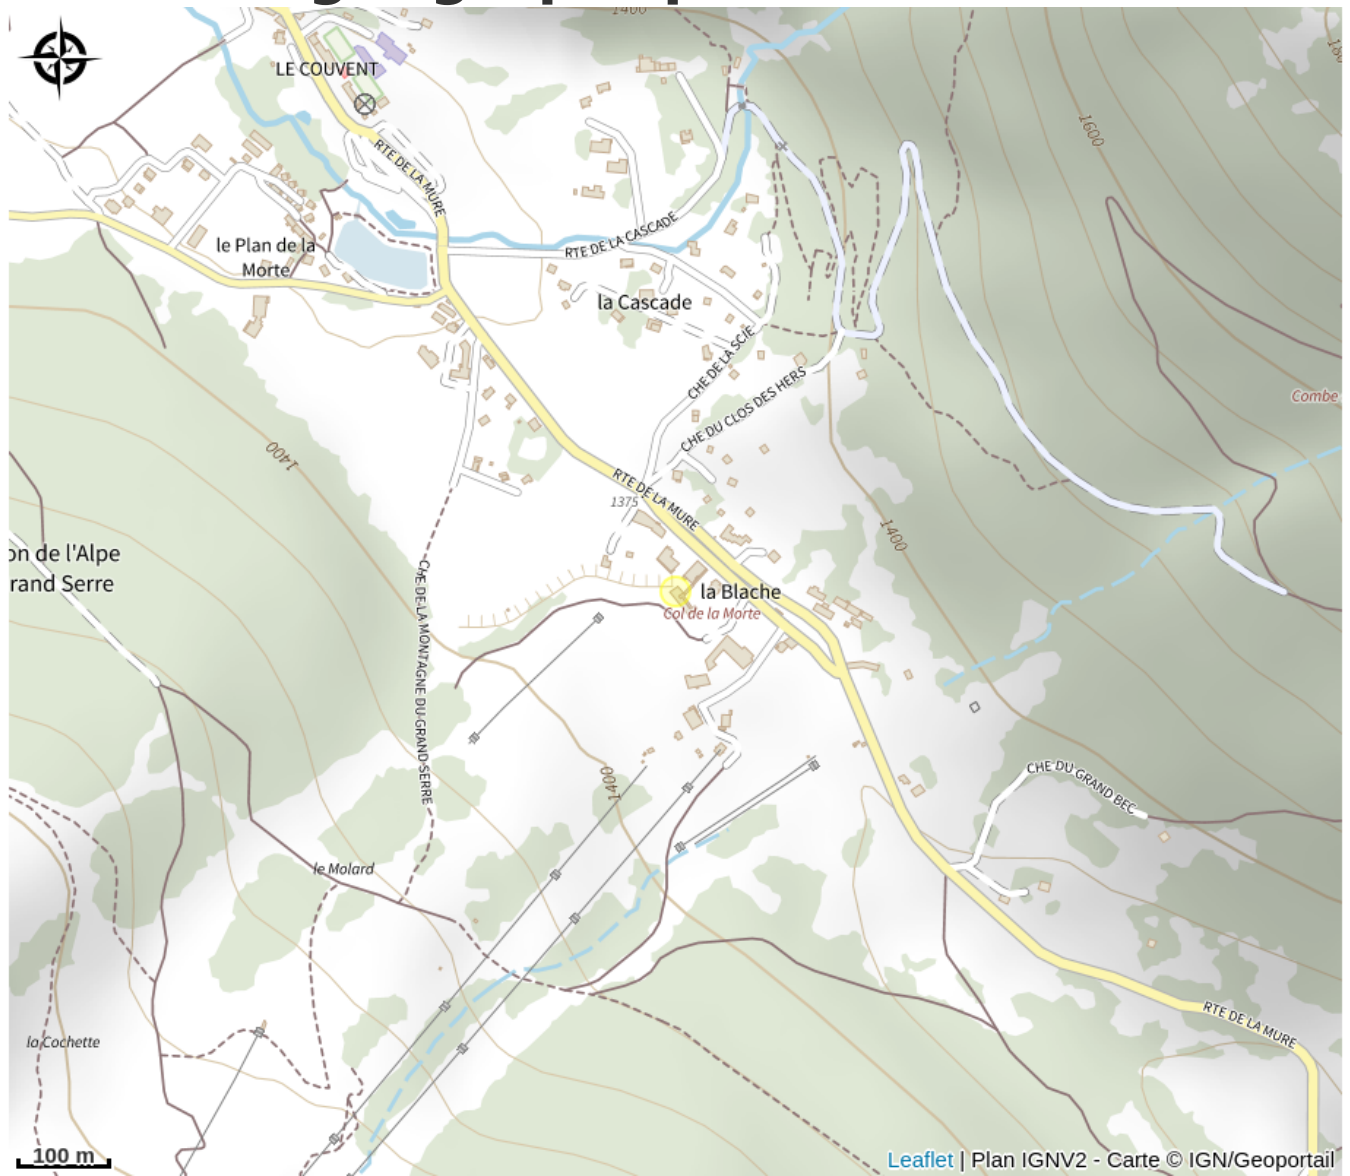 1400
LE COUVENT
1600
RTE DE LA MURE
RTE DE LA CASCADE
le Plan de la
Morte
la Cascade
CHE DE LA SCIE
CHE DU CLOS DES HERS
Combe
1400
RTE DE LA MURE
1375
1400
on de l'Alpe
rand Serre
la Blache
Col de la Morte
CHE DE LA MONTAGNE DU GRAND SERRE
1400
CHE DU GRAND BEC
le Molard
RTE DE LA MURE
la Cochette
100 m
Leaflet | Plan IGNV2 - Carte © IGN/Geoportail